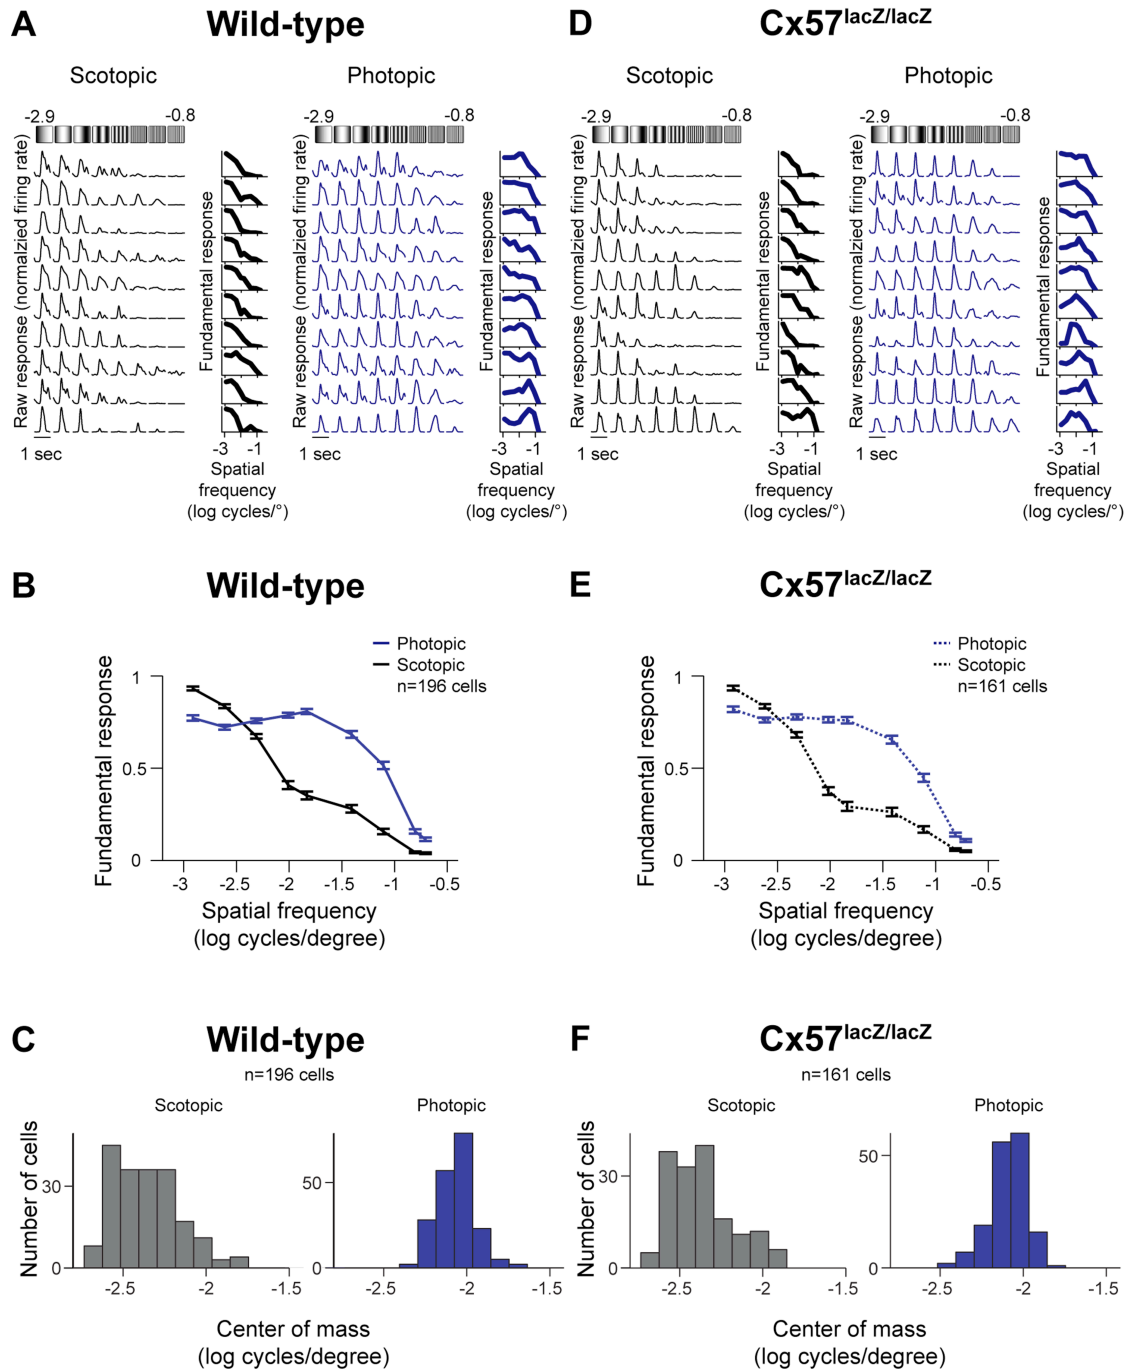 A Wild-type
Scotopic Photopic
-2.9 -0.8 -2.9 -0.8
Raw response (normalzied firing rate)
Fundamental response
Raw response (normalzied firing rate)
Fundamental response
1 sec
-3 -1
Spatial
frequency
(log cycles/°)
1 sec
-3 -1
Spatial
frequency
(log cycles/°)
D Cx57lacZ/lacZ
Scotopic Photopic
-2.9 -0.8 -2.9 -0.8
Raw response (normalized firing rate)
Fundamental response
Raw response (normalized firing rate)
Fundamental response
1 sec
-3 -1
Spatial
frequency
(log cycles/°)
1 sec
-3 -1
Spatial
frequency
(log cycles/°)
B Wild-type
Photopic
Scotopic
n=196 cells
Fundamental response
1
0.5
0
-3 -2.5 -2 -1.5 -1 -0.5
Spatial frequency
(log cycles/degree)
E Cx57lacZ/lacZ
Photopic
Scotopic
n=161 cells
Fundamental response
1
0.5
0
-3 -2.5 -2 -1.5 -1 -0.5
Spatial frequency
(log cycles/degree)
C Wild-type
n=196 cells
Scotopic Photopic
Number of cells
30
0
50
0
-2.5 -2 -1.5 -2.5 -2 -1.5
Center of mass
(log cycles/degree)
F Cx57lacZ/lacZ
n=161 cells
Scotopic Photopic
Number of cells
30
0
50
0
-2.5 -2 -1.5 -2.5 -2 -1.5
Center of mass
(log cycles/degree)